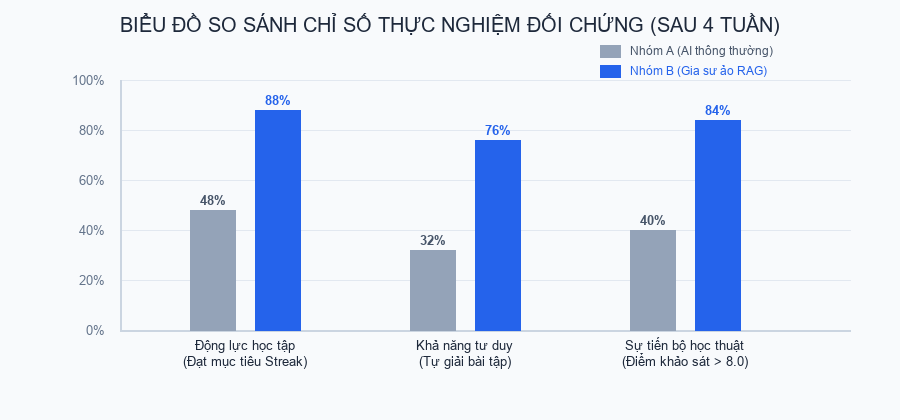 BIỂU ĐỒ SO SÁNH CHỈ SỐ THỰC NGHIỆM ĐỐI CHỨNG (SAU 4 TUẦN)
Nhóm A (AI thông thường)
Nhóm B (Gia sư ảo RAG)
100%
80%
60%
40%
20%
0%
48%
88%
32%
76%
40%
84%
Động lực học tập
(Đạt mục tiêu Streak)
Khả năng tư duy
(Tự giải bài tập)
Sự tiến bộ học thuật
(Điểm khảo sát > 8.0)